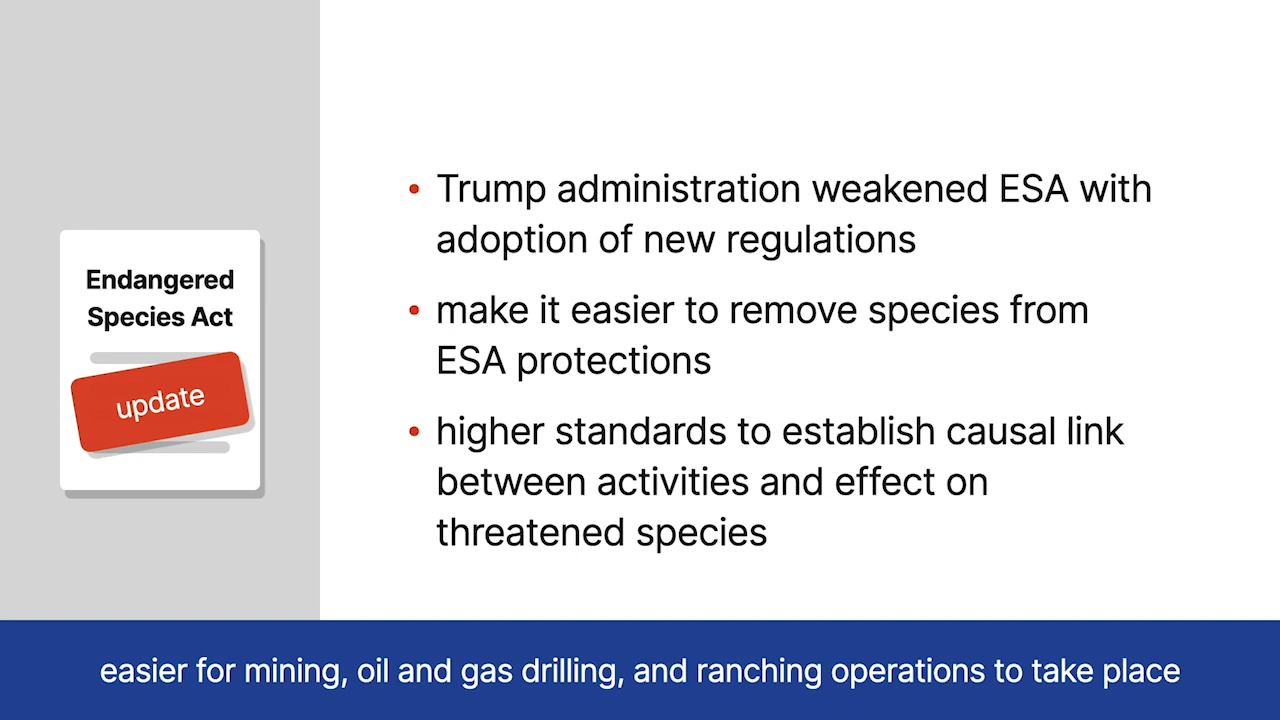 Endangered
Species Act
update
• Trump administration weakened ESA with
adoption of new regulations
• make it easier to remove species from
ESA protections
• higher standards to establish causal link
between activities and effect on
threatened species
easier for mining, oil and gas drilling, and ranching operations to take place